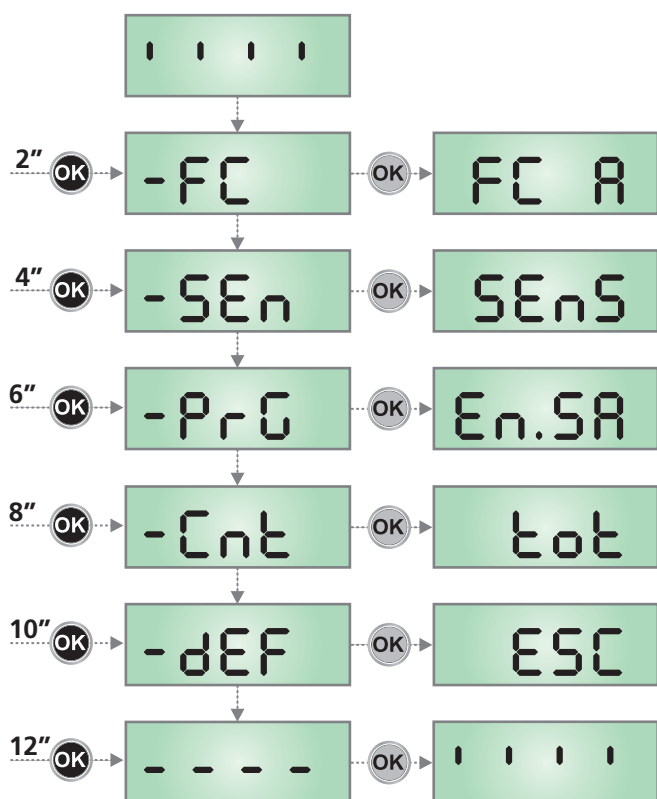 ı ı ı ı
2” OK -FC OK FC A
4” OK -SEn OK SEnS
6” OK -PrG OK En.SA
8” OK -Cnt OK tot
10” OK -dEF OK ESC
12” OK - - - - OK ı ı ı ı